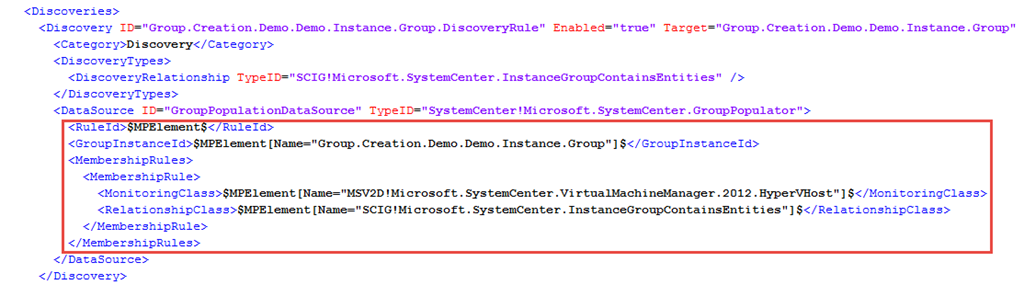 <Discoveries>
<Discovery ID="Group.Creation.Demo.Demo.Instance.Group.DiscoveryRule" Enabled="true" Target="Group.Creation.Demo.Demo.Instance.Group"
<Category>Discovery</Category>
<DiscoveryTypes>
<DiscoveryRelationship TypeID="SCIG!Microsoft.SystemCenter.InstanceGroupContainsEntities" />
</DiscoveryTypes>
<DataSource ID="GroupPopulationDataSource" TypeID="SystemCenter!Microsoft.SystemCenter.GroupPopulator">
<RuleId>$MPElement$</RuleId>
<GroupInstanceId>$MPElement[Name="Group.Creation.Demo.Demo.Instance.Group"]$</GroupInstanceId>
<MembershipRules>
<MembershipRule>
<MonitoringClass>$MPElement[Name="MSV2D!Microsoft.SystemCenter.VirtualMachineManager.2012.HyperVHost"]$</MonitoringClass>
<RelationshipClass>$MPElement[Name="SCIG!Microsoft.SystemCenter.InstanceGroupContainsEntities"]$</RelationshipClass>
</MembershipRule>
</MembershipRules>
</DataSource>
</Discovery>